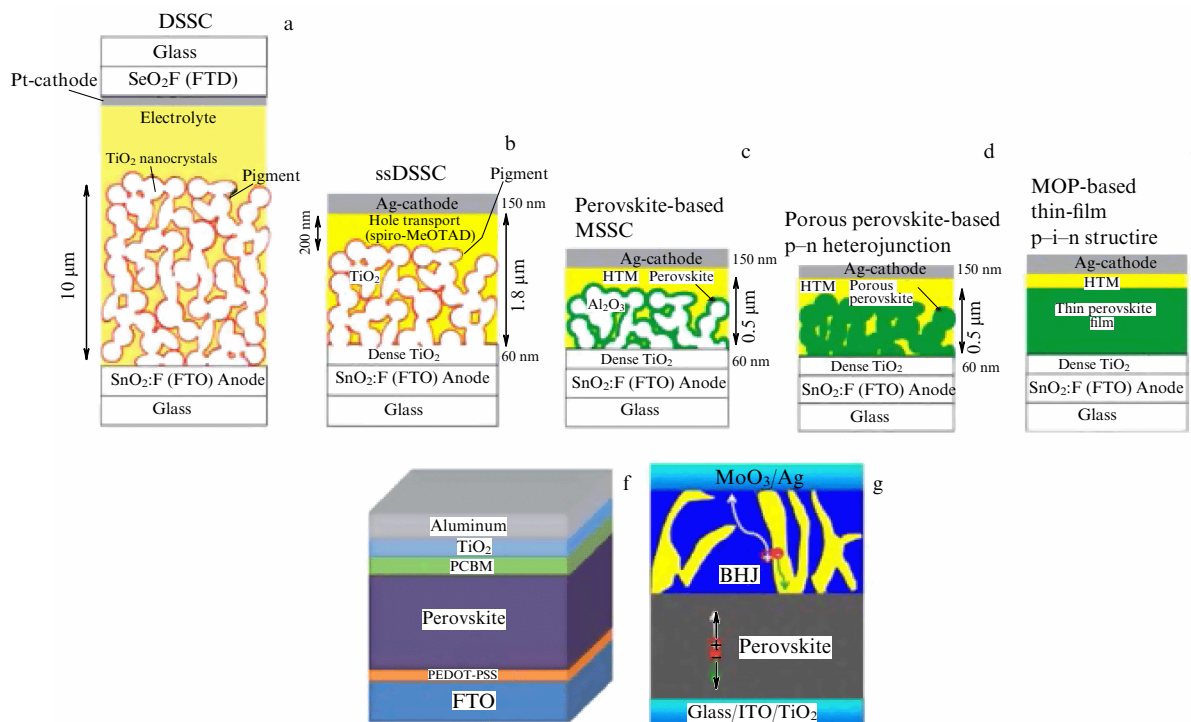 DSSC
a
Glass
SeO₂F (FTD)
Pt-cathode
Electrolyte
TiO₂ nanocrystals
Pigment
10 μm
SnO₂:F (FTO) Anode
Glass
b
ssDSSC
Pigment
Ag-cathode
150 nm
200 nm
Hole transport
(spiro-MeOTAD)
TiO₂
1.8 μm
Dense TiO₂
60 nm
SnO₂:F (FTO) Anode
Glass
c
Perovskite-based
MSSC
150 nm
Ag-cathode
HTM
Perovskite
Al₂O₃
0.5 μm
Dense TiO₂
60 nm
SnO₂:F (FTO) Anode
Glass
d
Porous perovskite-based
p–n heterojunction
Ag-cathode
150 nm
HTM
Porous
perovskite
0.5 μm
Dense TiO₂
60 nm
SnO₂:F (FTO) Anode
Glass
MOP-based
thin-film
p–i–n structire
Ag-cathode
HTM
Thin perovskite
film
Dense TiO₂
SnO₂:F (FTO) Anode
Glass
f
Aluminum
TiO₂
PCBM
Perovskite
PEDOT-PSS
FTO
g
MoO₃/Ag
+
BHJ
+
–
Perovskite
Glass/ITO/TiO₂